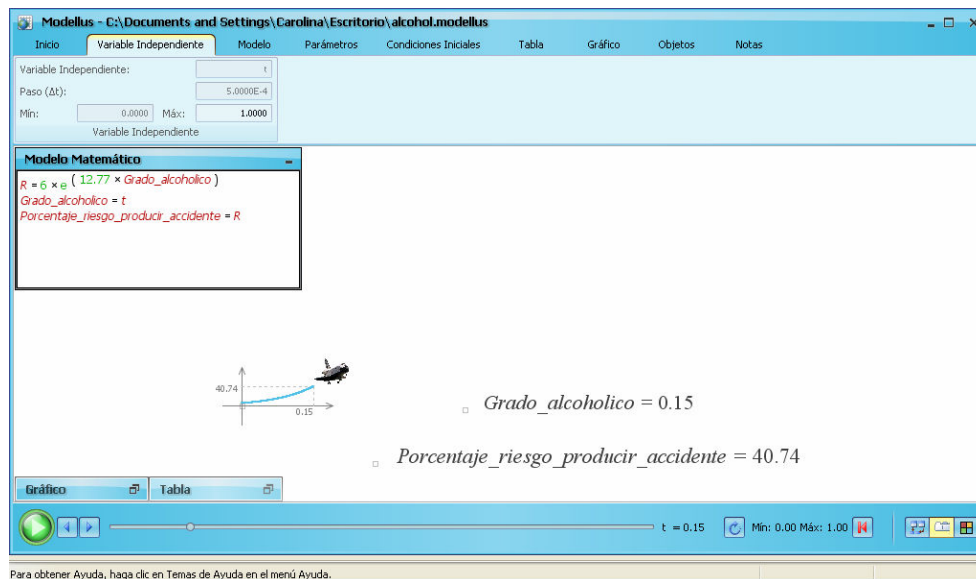 Modellus - C:\Documents and Settings\Carolina\Escritorio\alcohol.modellus
Inicio Variable Independiente Modelo Parámetros Condiciones Iniciales Tabla Gráfico Objetos Notas
Variable Independiente: t
Paso (Δt): 5.0000E-4
Mín: 0.0000 Máx: 1.0000
Variable Independiente
Modelo Matemático
R = 6 × e ( 12.77 × Grado_alcoholico )
Grado_alcoholico = t
Porcentaje_riesgo_producir_accidente = R
40.74
0.15
Grado_alcoholico = 0.15
Porcentaje_riesgo_producir_accidente = 40.74
Gráfico Tabla
t = 0.15 Mín: 0.00 Máx: 1.00
Para obtener Ayuda, haga clic en Temas de Ayuda en el menú Ayuda.